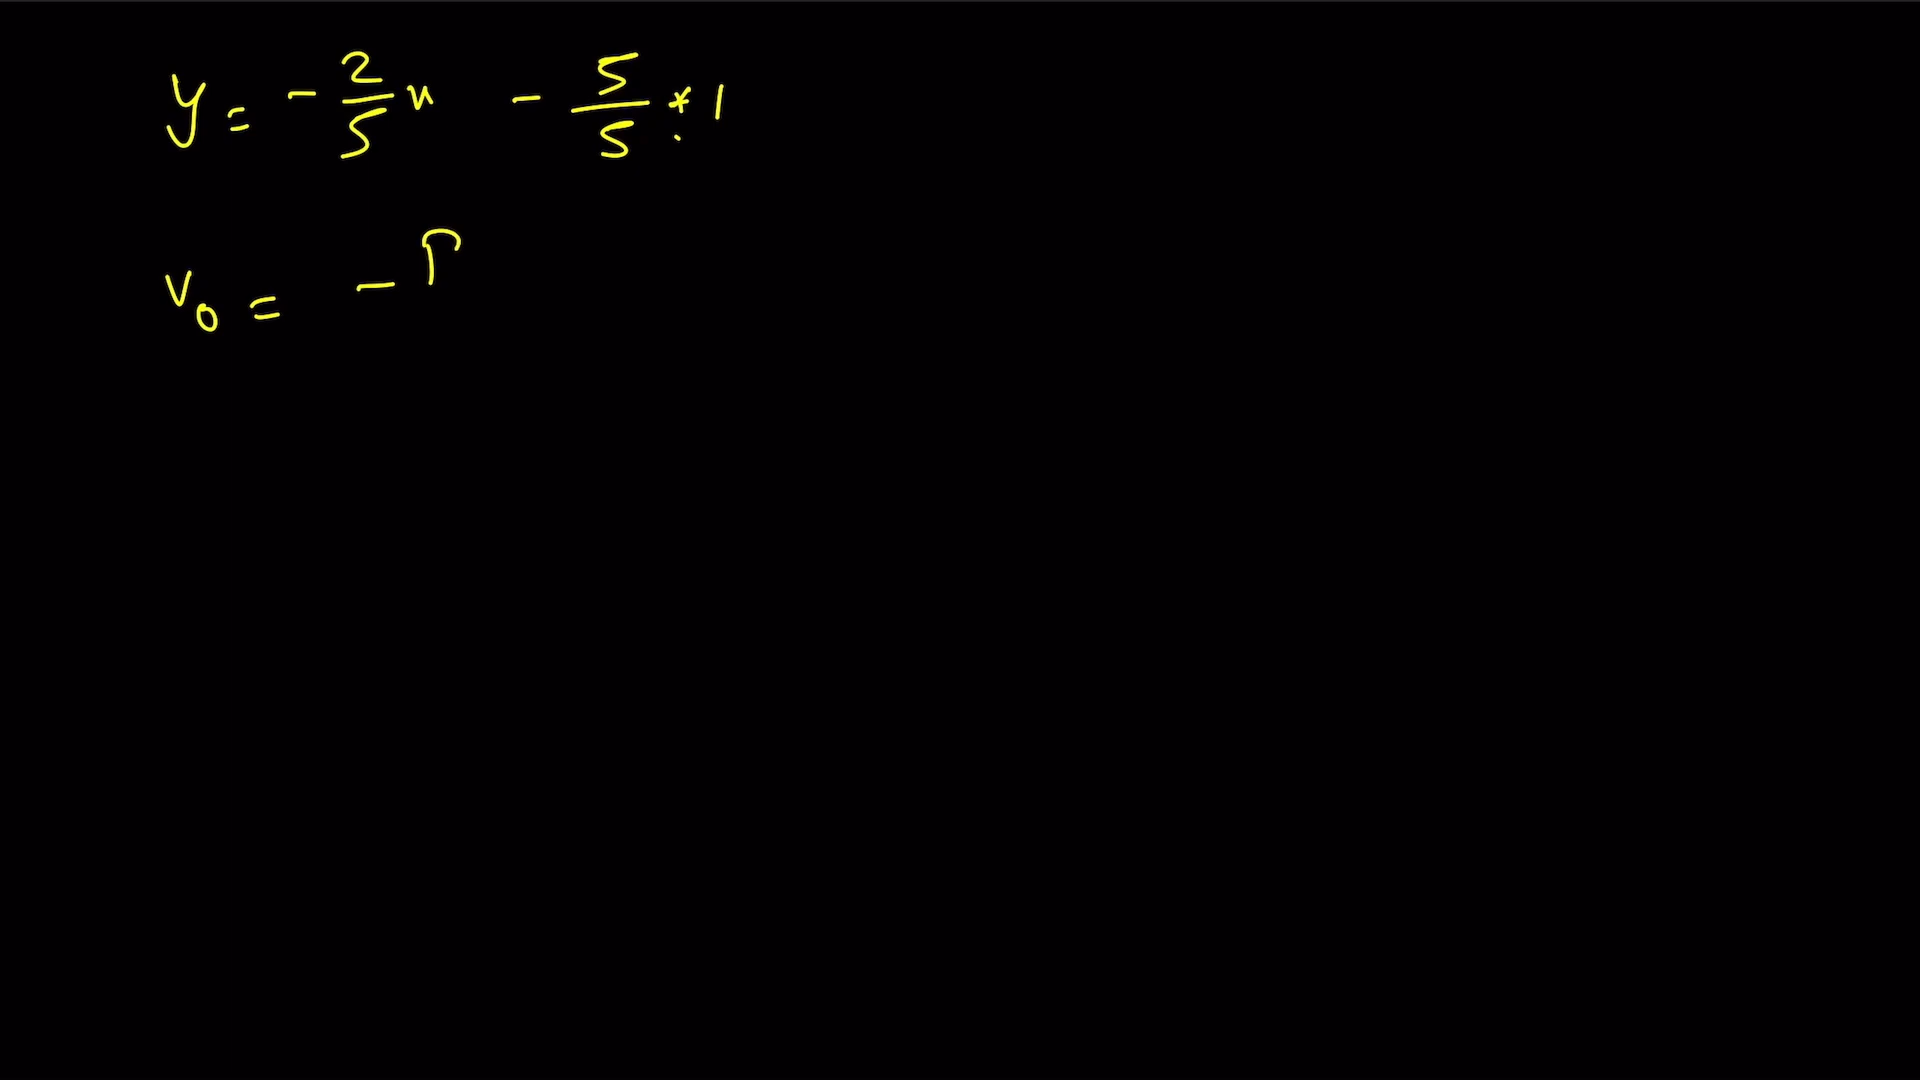 y = - 2/5 x - 5/5 * 1
v₀ = -